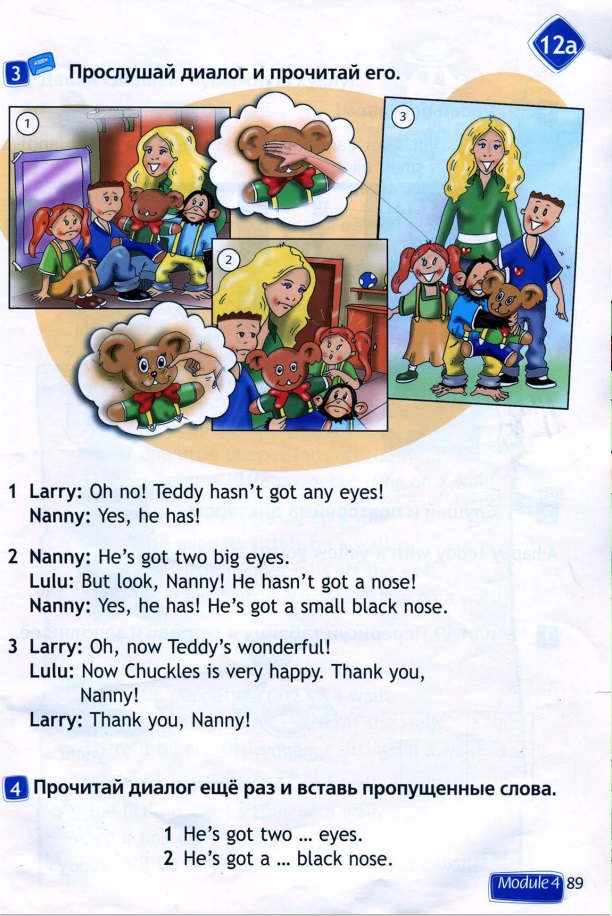 12a
3 Прослушай диалог и прочитай его.
1
3
2
1 Larry: Oh no! Teddy hasn't got any eyes!
Nanny: Yes, he has!
2 Nanny: He's got two big eyes.
Lulu: But look, Nanny! He hasn't got a nose!
Nanny: Yes, he has! He's got a small black nose.
3 Larry: Oh, now Teddy's wonderful!
Lulu: Now Chuckles is very happy. Thank you,
Nanny!
Larry: Thank you, Nanny!
4 Прочитай диалог ещё раз и вставь пропущенные слова.
1 He's got two ... eyes.
2 He's got a ... black nose.
Module 4 89